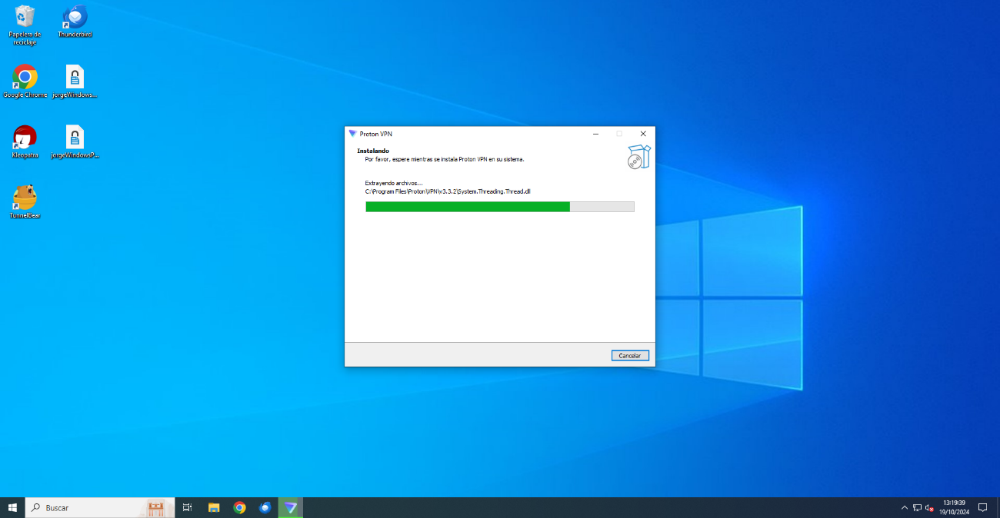 Papelera de
reciclaje
Thunderbird
Google Chrome
jorgeWindows...
Kleopatra
jorgeWindowsP...
TunnelBear
Proton VPN
Instalando
Por favor, espere mientras se instala Proton VPN en su sistema.
Extrayendo archivos...
C:\Program Files\Proton\VPN\v3.3.2\System.Threading.Thread.dll
Cancelar
Buscar
13:19:39
19/10/2024